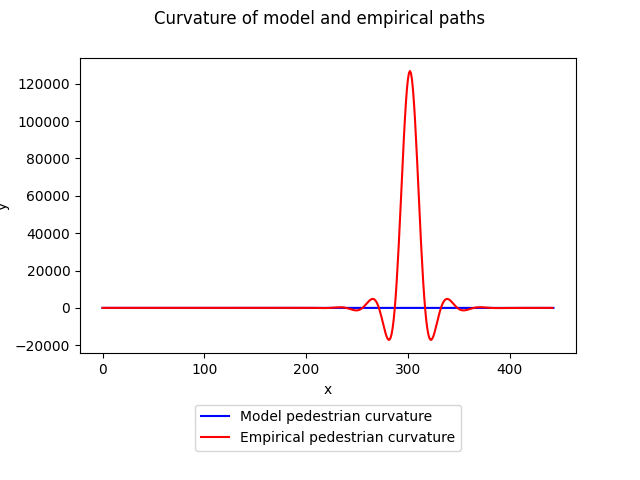 Curvature of model and empirical paths
120000
100000
80000
60000
40000
20000
0
−20000
y
0 100 200 300 400
x
Model pedestrian curvature
Empirical pedestrian curvature